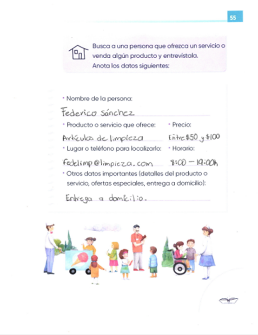 55
Busca a una persona que ofrezca un servicio o
venda algún producto y entrevístala.
Anota los datos siguientes:
• Nombre de la persona:
Federico Sánchez
• Producto o servicio que ofrece: • Precio:
Artículos de limpieza Entre $50 y $100
• Lugar o teléfono para localizarlo: • Horario:
Fedelimp@limpieza.com 8:00 - 19:00h
• Otros datos importantes (detalles del producto o
servicio, ofertas especiales, entrega a domicilio):
Entrega a domicilio.